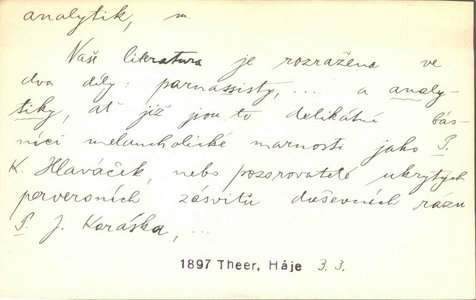 analytik, m.
Naše literatura je rozražena ve
dva díly: parnassisty, ... a analy-
tiky, ať již jsou to delikátní bás-
níci melancholické marnosti jako P.
K. Hlaváček, nebo pozorovatelé ukrytých
perversních zásvitů duševních rázu
P. J. Karáska, ...
1897 Theer, Háje 3.3.